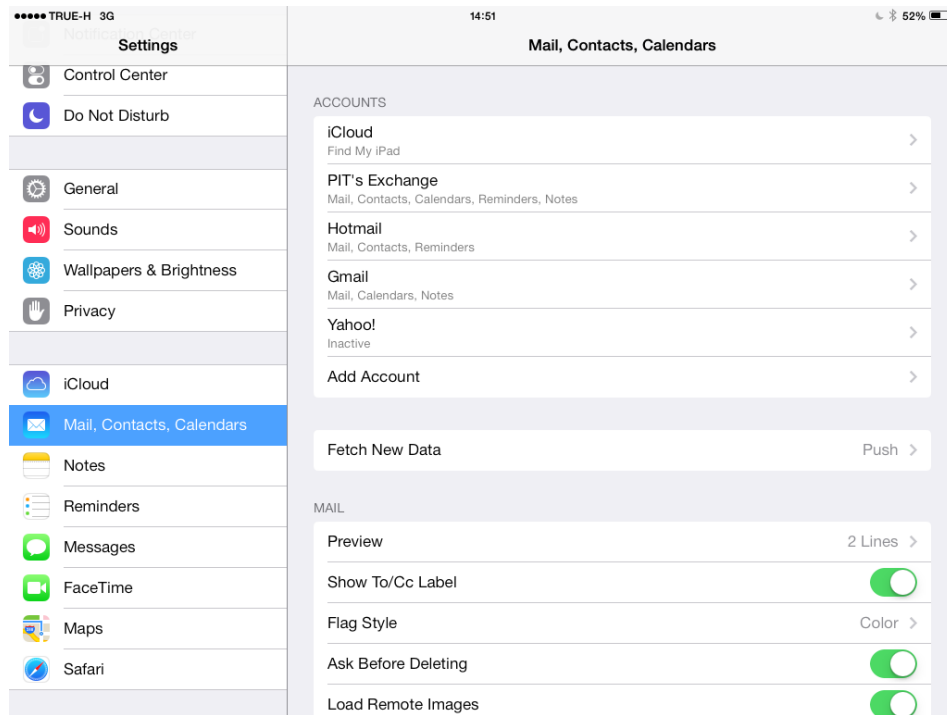 TRUE-H 3G
14:51
52%
Notification Center
Settings
Control Center
Do Not Disturb
General
Sounds
Wallpapers & Brightness
Privacy
iCloud
Mail, Contacts, Calendars
Notes
Reminders
Messages
FaceTime
Maps
Safari
Mail, Contacts, Calendars
ACCOUNTS
iCloud
Find My iPad
PIT's Exchange
Mail, Contacts, Calendars, Reminders, Notes
Hotmail
Mail, Contacts, Reminders
Gmail
Mail, Calendars, Notes
Yahoo!
Inactive
Add Account
Fetch New Data Push
MAIL
Preview 2 Lines
Show To/Cc Label
Flag Style Color
Ask Before Deleting
Load Remote Images